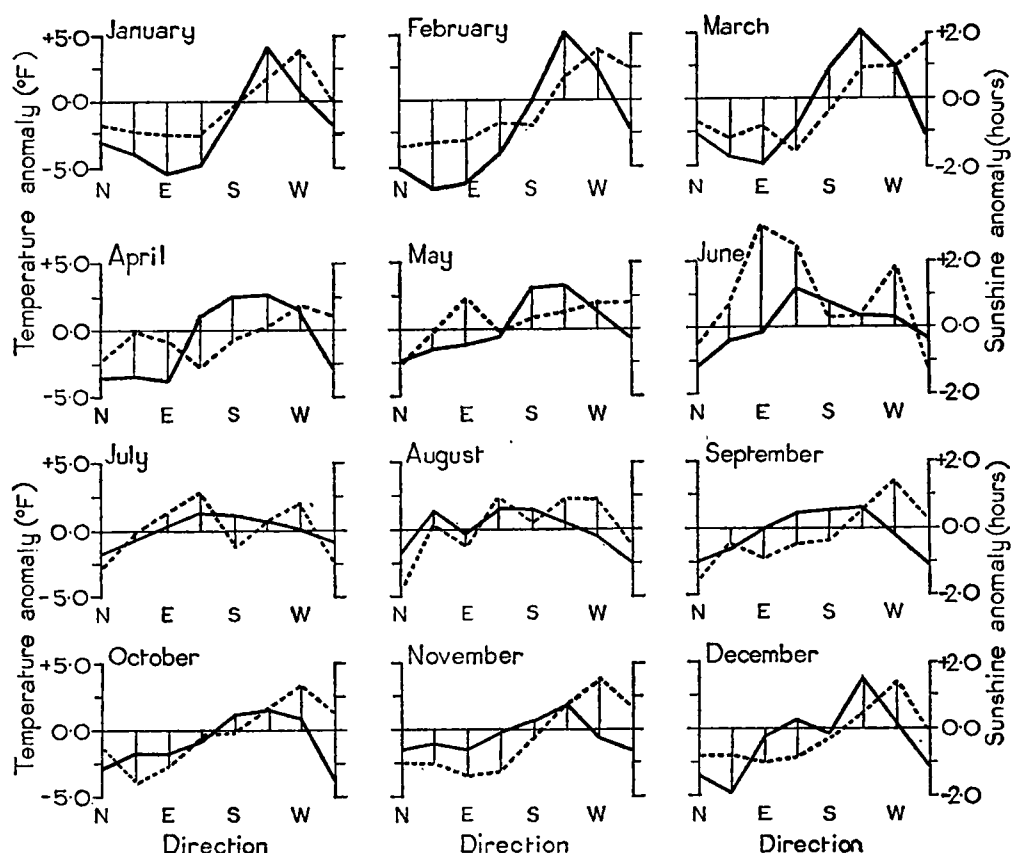 January
February
March
+5·0
0·0
-5·0
+2·0
0·0
-2·0
N E S W
N E S W
N E S W
April
May
June
+5·0
0·0
-5·0
+2·0
0·0
-2·0
N E S W
N E S W
N E S W
Temperature anomaly (°F)
Sunshine anomaly (hours)
July
August
September
+5·0
0·0
-5·0
+2·0
0·0
-2·0
N E S W
N E S W
N E S W
October
November
December
+5·0
0·0
-5·0
+2·0
0·0
-2·0
N E S W
N E S W
N E S W
Temperature anomaly (°F)
Sunshine anomaly (hours)
Direction
Direction
Direction